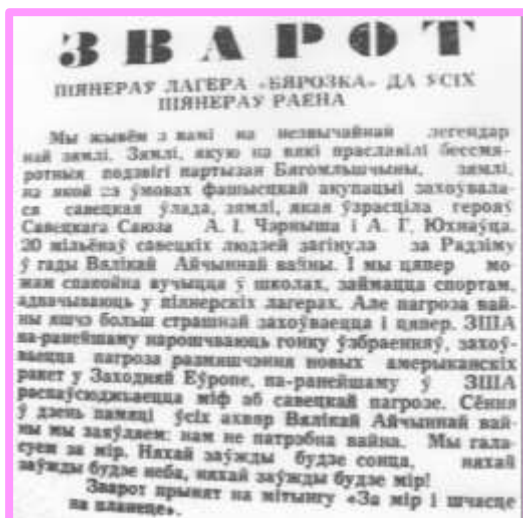 ЗВАРОТ
ПІЯНЕРАЎ ЛАГЕРА «БЯРОЗКА» ДА ЎСІХ
ПІЯНЕРАЎ РАЕНА
Мы жывём з вамі на незвычайнай легендар
най зямлі. Зямлі, якую на вякі праславілі бессмя-
ротныя подзвігі партызан Бягомльшчыны, зямлі,
на якой ва ўмовах фашысцкай акупацыі захоўвала-
ся савецкая ўлада, зямлі, якая ўзрасціла герояў
Савецкага Саюза А. І. Чарныша і А. Г. Юхнаўца.
20 мільёнаў савецкіх людзей загінула за Радзіму
ў гады Вялікай Айчыннай вайны. І мы цяпер мо-
жам спакойна вучыцца ў школах, займацца спортам,
адпачываць у піянерскіх лагерах. Але пагроза вай-
ны яшчэ больш страшнай захоўваецца і цяпер. ЗША
па-ранейшаму нарошчваюць гонку ўзбраенняў, захоў-
ваецца пагроза размяшчэння новых амерыканскіх
ракет у Заходняй Еўропе, па-ранейшаму ў ЗША
распаўсюджваецца міф аб савецкай пагрозе. Сёння
ў дзень памяці ўсіх ахвяр Вялікай Айчыннай вай-
ны мы заяўляем: нам не патрэбна вайна. Мы гала-
суем за мір. Няхай заўжды будзе сонца, няхай
заўжды будзе неба, няхай заўжды будзе мір!
Зварот прынят на мітынгу «За мір і шчасце
на планеце».